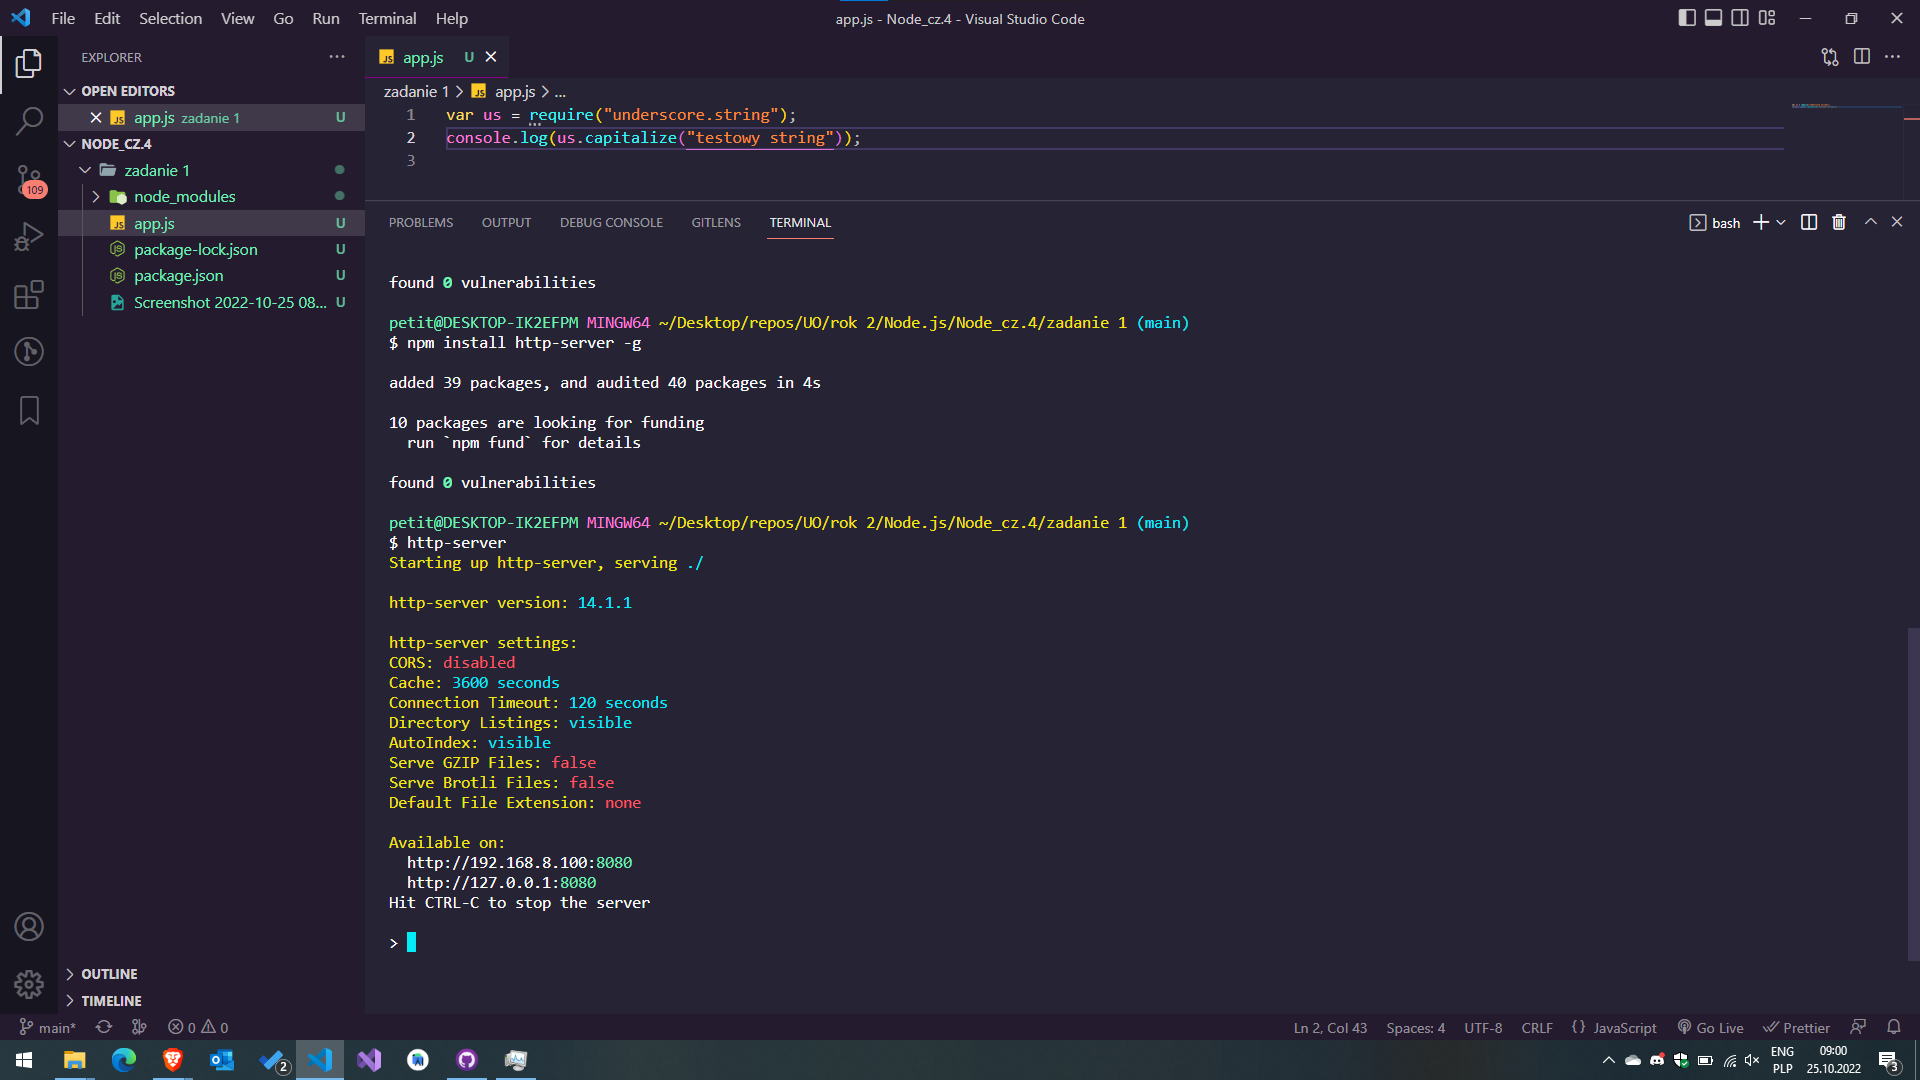 File Edit Selection View Go Run Terminal Help
app.js - Node_cz.4 - Visual Studio Code
EXPLORER
OPEN EDITORS
app.js zadanie 1 U
NODE_CZ.4
zadanie 1
node_modules
app.js U
package-lock.json U
package.json U
Screenshot 2022-10-25 08... U
OUTLINE
TIMELINE
109
JS app.js U
zadanie 1 > JS app.js > ...
1 var us = require("underscore.string");
2 console.log(us.capitalize("testowy string"));
3
PROBLEMS OUTPUT DEBUG CONSOLE GITLENS TERMINAL
bash
found 0 vulnerabilities
petit@DESKTOP-IK2EFPM MINGW64 ~/Desktop/repos/UO/rok 2/Node.js/Node_cz.4/zadanie 1 (main)
$ npm install http-server -g
added 39 packages, and audited 40 packages in 4s
10 packages are looking for funding
run `npm fund` for details
found 0 vulnerabilities
petit@DESKTOP-IK2EFPM MINGW64 ~/Desktop/repos/UO/rok 2/Node.js/Node_cz.4/zadanie 1 (main)
$ http-server
Starting up http-server, serving ./
http-server version: 14.1.1
http-server settings:
CORS: disabled
Cache: 3600 seconds
Connection Timeout: 120 seconds
Directory Listings: visible
AutoIndex: visible
Serve GZIP Files: false
Serve Brotli Files: false
Default File Extension: none
Available on:
http://192.168.8.100:8080
http://127.0.0.1:8080
Hit CTRL-C to stop the server
>
main* 0 0
Ln 2, Col 43 Spaces: 4 UTF-8 CRLF {} JavaScript Go Live Prettier
2
ENG
PLP
09:00
25.10.2022
3